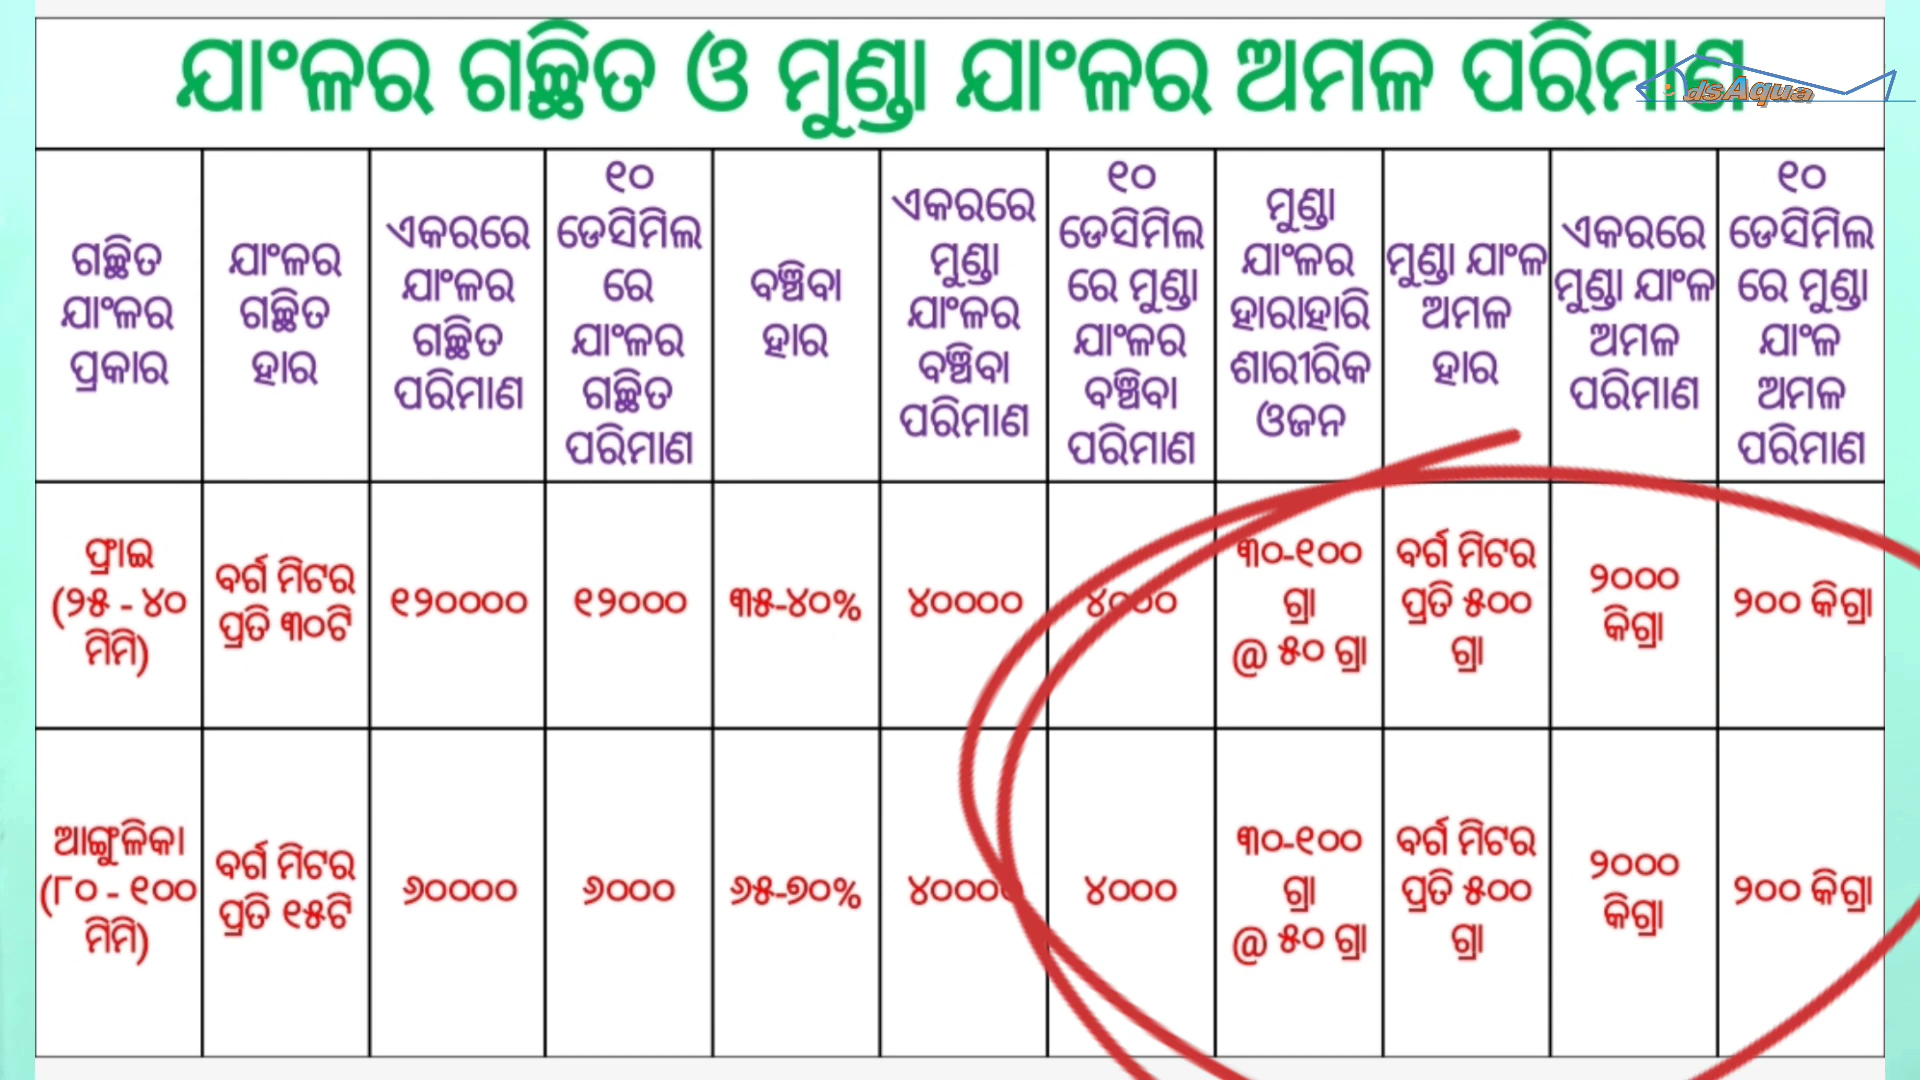 ଯାଂଳର ଗଚ୍ଛିତ ଓ ମୁଣ୍ଡା ଯାଂଳର ଅମଳ ପରିମାଣ
dsAqua
ଗଚ୍ଛିତ
ଯାଂଳର
ପ୍ରକାର
ଯାଂଳର
ଗଚ୍ଛିତ
ହାର
ଏକରରେ
ଯାଂଳର
ଗଚ୍ଛିତ
ପରିମାଣ
୧୦
ଡେସିମିଲ
ରେ
ଯାଂଳର
ଗଚ୍ଛିତ
ପରିମାଣ
ବଞ୍ଚିବା
ହାର
ଏକରରେ
ମୁଣ୍ଡା
ଯାଂଳର
ବଞ୍ଚିବା
ପରିମାଣ
୧୦
ଡେସିମିଲ
ରେ ମୁଣ୍ଡା
ଯାଂଳର
ବଞ୍ଚିବା
ପରିମାଣ
ମୁଣ୍ଡା
ଯାଂଳର
ହାରାହାରି
ଶାରୀରିକ
ଓଜନ
ମୁଣ୍ଡା ଯାଂଳ
ଅମଳ
ହାର
ଏକରରେ
ମୁଣ୍ଡା ଯାଂଳ
ଅମଳ
ପରିମାଣ
୧୦
ଡେସିମିଲ
ରେ ମୁଣ୍ଡା
ଯାଂଳ
ଅମଳ
ପରିମାଣ
ଫ୍ରାଇ
(୨୫ - ୪୦
ମିମି)
ବର୍ଗ ମିଟର
ପ୍ରତି ୩୦ଟି
୧୨୦୦୦୦
୧୨୦୦୦
୩୫-୪୦%
୪୦୦୦୦
୪୦୦୦
୩୦-୧୦୦
ଗ୍ରା
@ ୫୦ ଗ୍ରା
ବର୍ଗ ମିଟର
ପ୍ରତି ୫୦୦
ଗ୍ରା
୨୦୦୦
କିଗ୍ରା
୨୦୦ କିଗ୍ରା
ଆଙ୍ଗୁଳିକା
(୮୦ - ୧୦୦
ମିମି)
ବର୍ଗ ମିଟର
ପ୍ରତି ୧୫ଟି
୬୦୦୦୦
୬୦୦୦
୬୫-୭୦%
୪୦୦୦୦
୪୦୦୦
୩୦-୧୦୦
ଗ୍ରା
@ ୫୦ ଗ୍ରା
ବର୍ଗ ମିଟର
ପ୍ରତି ୫୦୦
ଗ୍ରା
୨୦୦୦
କିଗ୍ରା
୨୦୦ କିଗ୍ରା